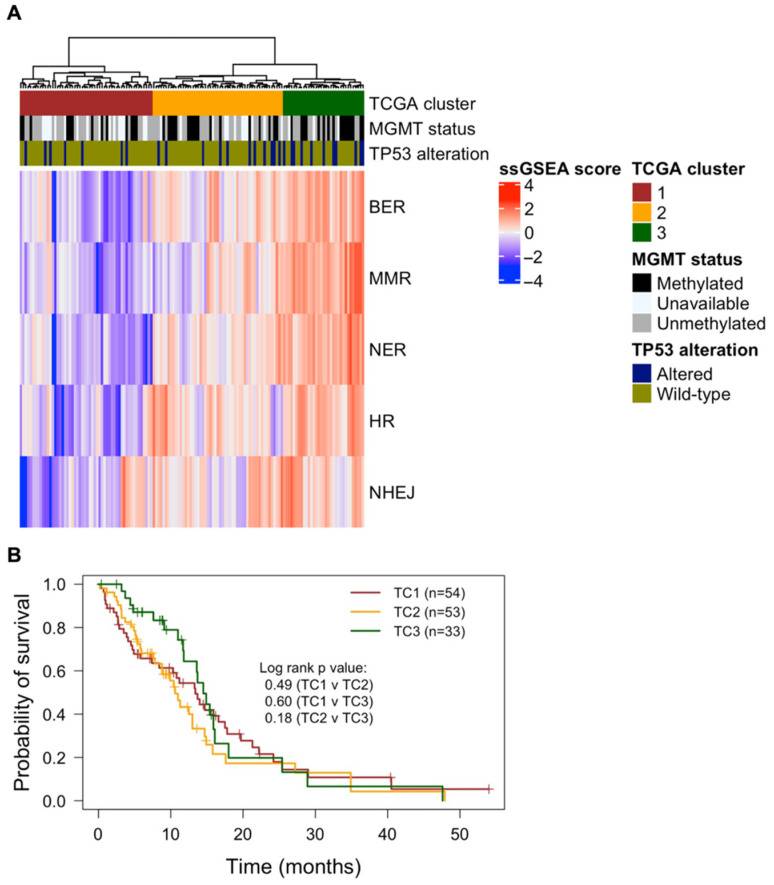 A
TCGA cluster
MGMT status
TP53 alteration
BER
MMR
NER
HR
NHEJ
ssGSEA score
4
2
0
−2
−4
TCGA cluster
1
2
3
MGMT status
Methylated
Unavailable
Unmethylated
TP53 alteration
Altered
Wild-type
B
Probability of survival
1.0
0.8
0.6
0.4
0.2
0.0
TC1 (n=54)
TC2 (n=53)
TC3 (n=33)
Log rank p value:
0.49 (TC1 v TC2)
0.60 (TC1 v TC3)
0.18 (TC2 v TC3)
0 10 20 30 40 50
Time (months)